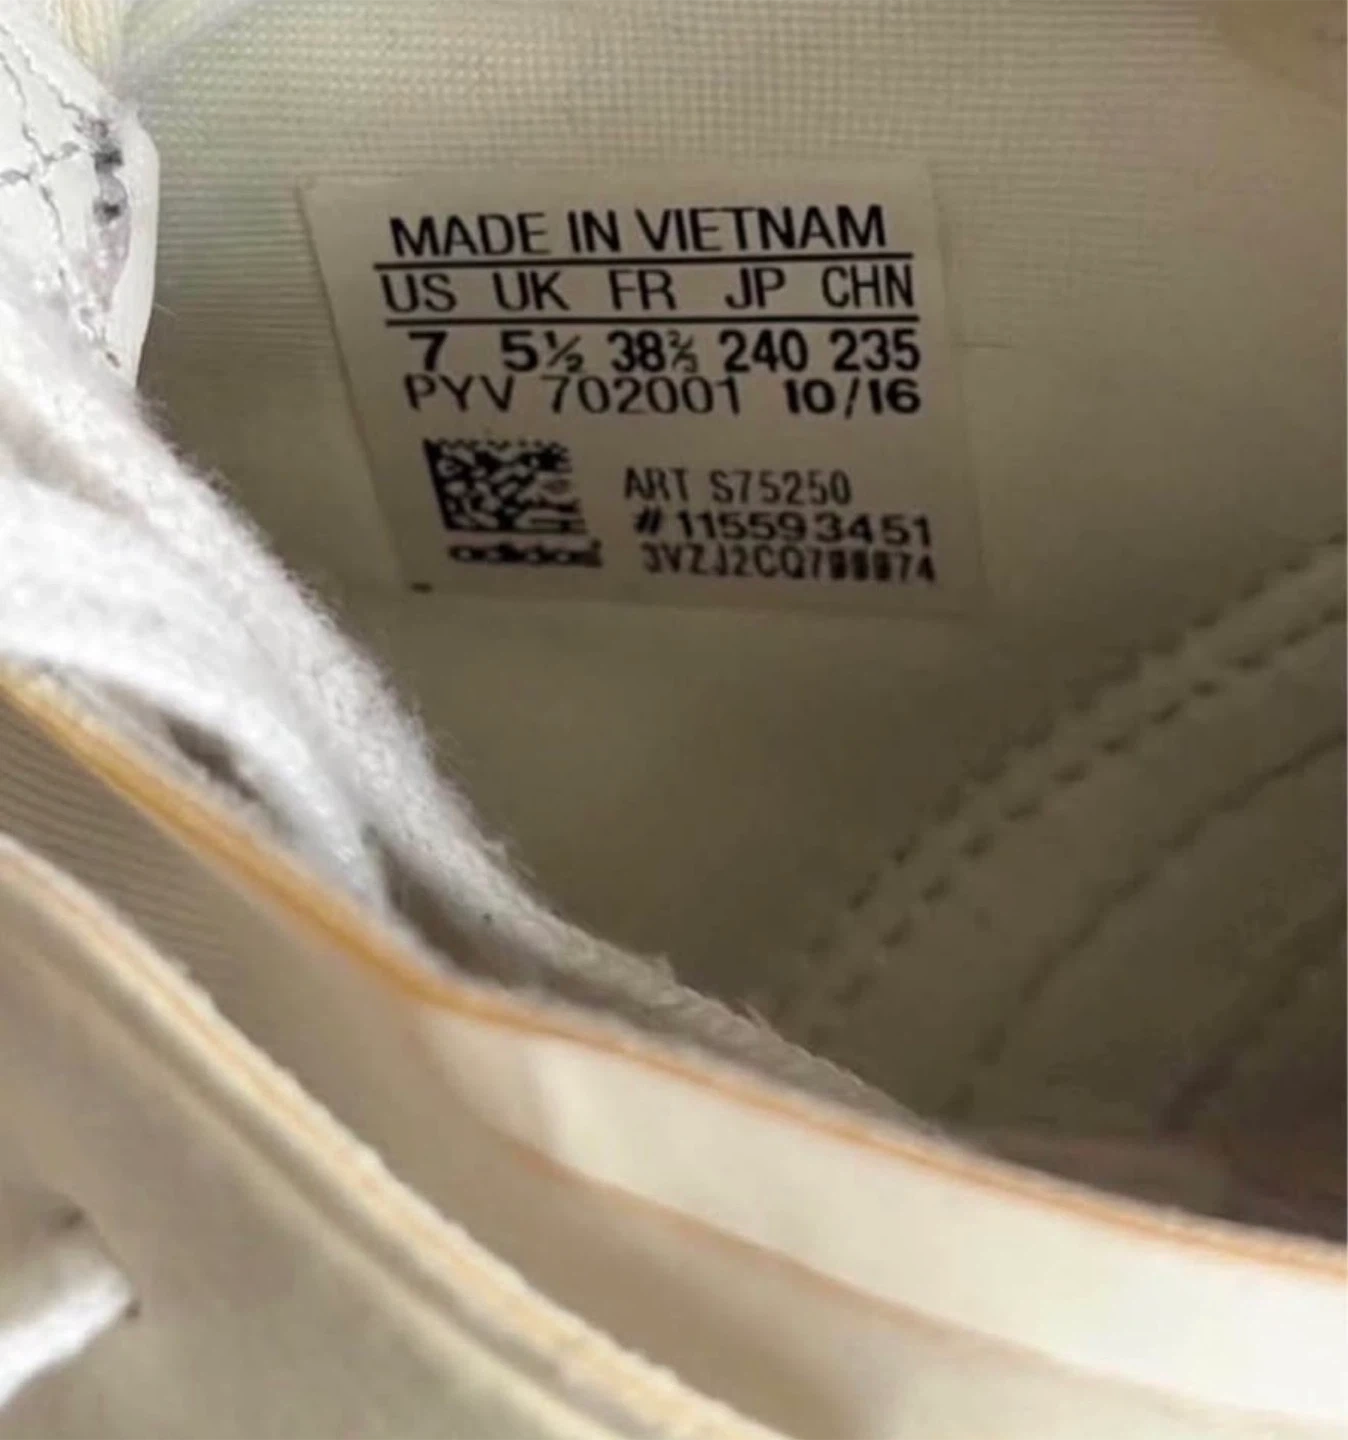 MADE IN VIETNAM
US UK FR JP CHN
7 5½ 38⅔ 240 235
PYV 702001 10/16
ART S75250
# 115593451
adidas